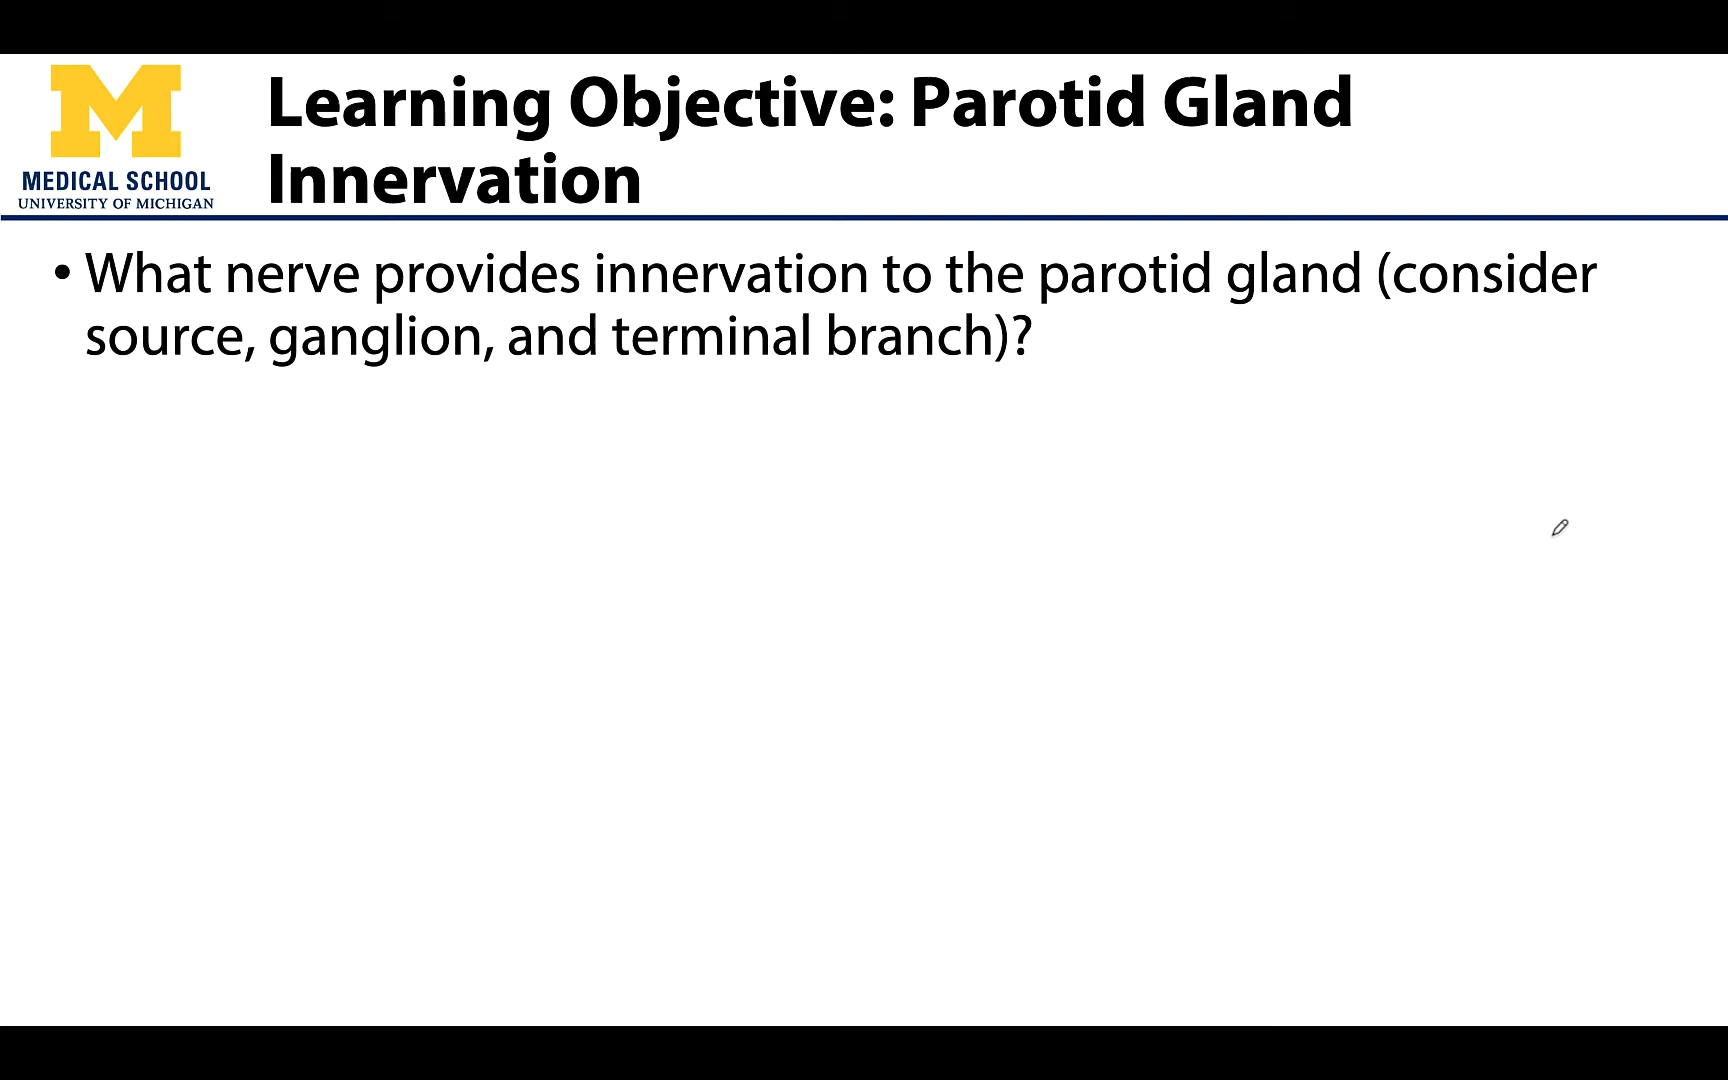 M
MEDICAL SCHOOL
UNIVERSITY OF MICHIGAN
Learning Objective: Parotid Gland
Innervation
• What nerve provides innervation to the parotid gland (consider
source, ganglion, and terminal branch)?